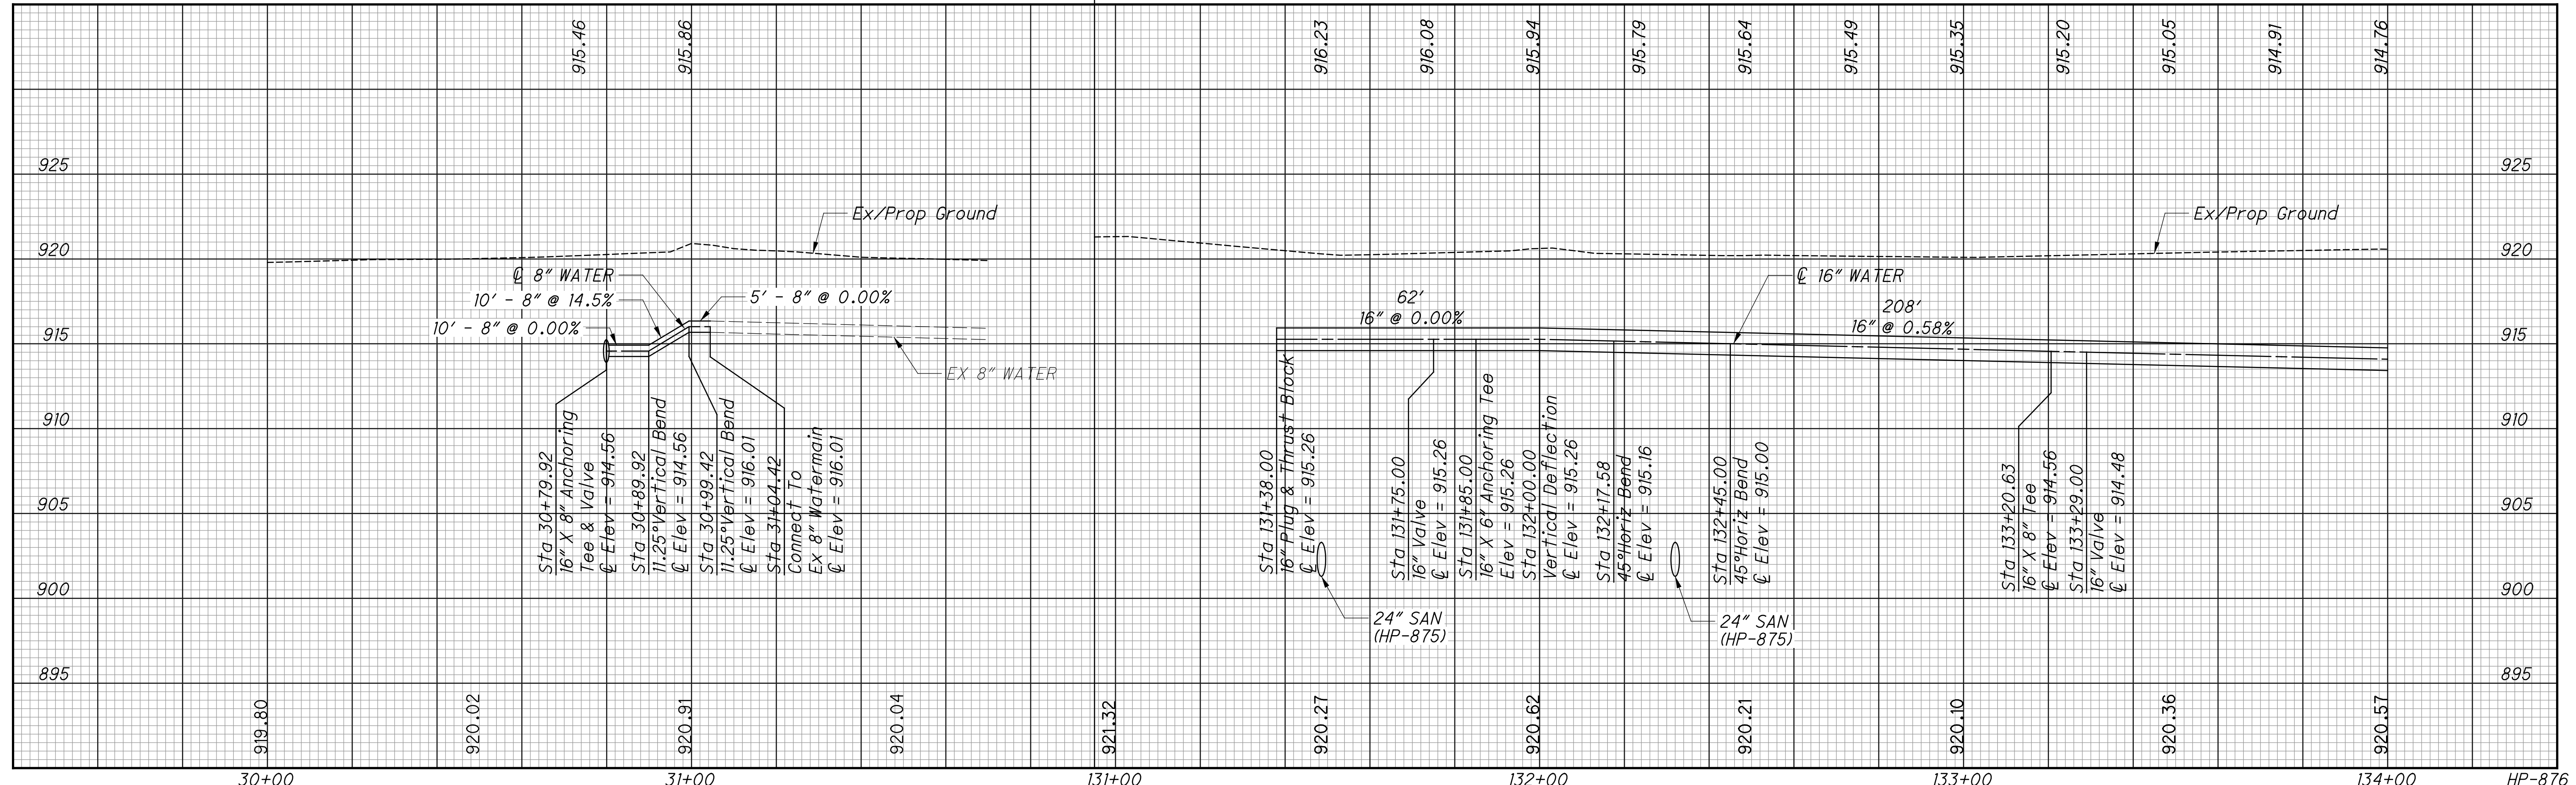 915.46
915.86
916.23
916.08
915.94
915.79
915.64
915.49
915.35
915.20
915.05
914.91
914.76
925
925
920
920
915
915
910
910
905
905
900
900
895
895
Ex/Prop Ground
℄ 8" WATER
10' - 8" @ 14.5%
10' - 8" @ 0.00%
5' - 8" @ 0.00%
EX 8" WATER
Sta 30+79.92
16" X 8" Anchoring
Tee & Valve
℄ Elev = 914.56
Sta 30+89.92
11.25°Vertical Bend
℄ Elev = 914.56
Sta 30+99.42
11.25°Vertical Bend
℄ Elev = 916.01
Sta 31+04.42
Connect To
Ex 8" Watermain
℄ Elev = 916.01
Ex/Prop Ground
℄ 16" WATER
62'
16" @ 0.00%
208'
16" @ 0.58%
Sta 131+38.00
16" Plug & Thrust Block
℄ Elev = 915.26
Sta 131+75.00
16" Valve
℄ Elev = 915.26
Sta 131+85.00
16" X 6" Anchoring Tee
Elev = 915.26
Sta 132+00.00
Vertical Deflection
℄ Elev = 915.26
Sta 132+17.58
45°Horiz Bend
℄ Elev = 915.16
Sta 132+45.00
45°Horiz Bend
℄ Elev = 915.00
Sta 133+20.63
16" X 8" Tee
℄ Elev = 914.56
Sta 133+29.00
16" Valve
℄ Elev = 914.48
24" SAN
(HP-875)
24" SAN
(HP-875)
919.80
920.02
920.91
920.04
921.32
920.27
920.62
920.21
920.10
920.36
920.57
30+00
31+00
131+00
132+00
133+00
134+00
HP-876